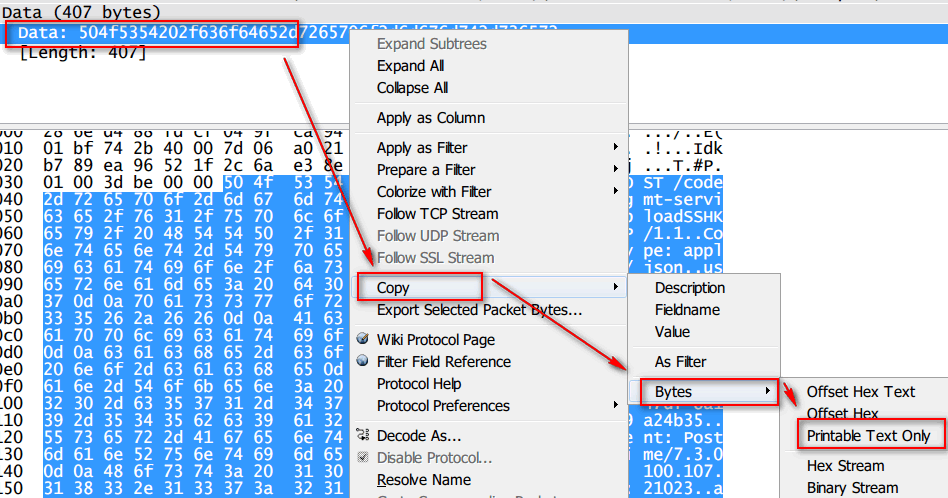 Data (407 bytes)
Data: 504f5354202f636f64652d7265706f2d6d676d742d736572
[Length: 407]
000 28 6e d4 88 fd cf 04 9f ca 94 .../..E(
010 01 bf 74 2b 40 00 7d 06 a0 21 .!...Idk
020 b7 89 ea 96 52 1f 2c 6a e3 8e j...T.#P.
030 01 00 3d be 00 00 50 4f 53 54 ST /code
040 2d 72 65 70 6f 2d 6d 67 6d 74 mt-servi
050 63 65 2f 76 31 2f 75 70 6c 6f loadSSHK
060 65 79 2f 20 48 54 54 50 2f 31 P /1.1..Co
070 6e 74 65 6e 74 2d 54 79 70 65 pe: appl
080 69 63 61 74 69 6f 6e 2f 6a 73 json..us
090 65 72 6e 61 6d 65 3a 20 64 30
0a0 37 0d 0a 70 61 73 73 77 6f 72
0b0 33 35 26 2a 26 26 0d 0a 41 63
0c0 61 70 70 6c 69 63 61 74 69 6f
0d0 0d 0a 63 61 63 68 65 2d 63 6f
0e0 20 6e 6f 2d 63 61 63 68 65 0d
0f0 61 6e 2d 54 6f 6b 65 6e 3a 20
100 32 30 2d 63 35 37 31 2d 34 37
110 39 2d 35 34 35 62 63 39 61 32 a24b35..
120 55 73 65 72 2d 41 67 65 6e 74 nt: Post
130 6d 61 6e 52 75 6e 74 69 6d 65 ime/7.3.0
140 0d 0a 48 6f 73 74 3a 20 31 30 100.107.
150 31 38 33 2e 31 33 37 3a 32 31 21023..a
Expand Subtrees
Expand All
Collapse All
Apply as Column
Apply as Filter
Prepare a Filter
Colorize with Filter
Follow TCP Stream
Follow UDP Stream
Follow SSL Stream
Copy
Export Selected Packet Bytes...
Wiki Protocol Page
Filter Field Reference
Protocol Help
Protocol Preferences
Decode As...
Disable Protocol...
Resolve Name
Description
Fieldname
Value
As Filter
Bytes
Offset Hex Text
Offset Hex
Printable Text Only
Hex Stream
Binary Stream